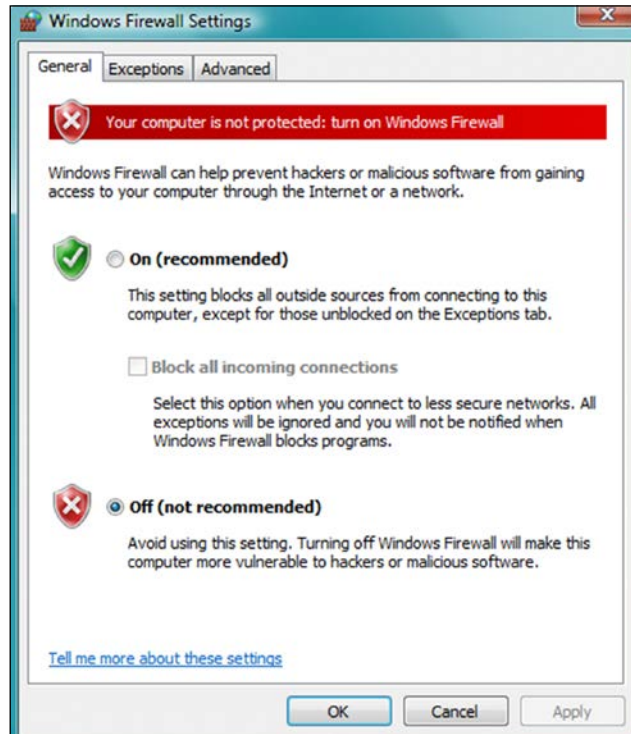 Windows Firewall Settings
General
Exceptions
Advanced
Your computer is not protected: turn on Windows Firewall
Windows Firewall can help prevent hackers or malicious software from gaining
access to your computer through the Internet or a network.
On (recommended)
This setting blocks all outside sources from connecting to this
computer, except for those unblocked on the Exceptions tab.
Block all incoming connections
Select this option when you connect to less secure networks. All
exceptions will be ignored and you will not be notified when
Windows Firewall blocks programs.
Off (not recommended)
Avoid using this setting. Turning off Windows Firewall will make this
computer more vulnerable to hackers or malicious software.
Tell me more about these settings
OK
Cancel
Apply